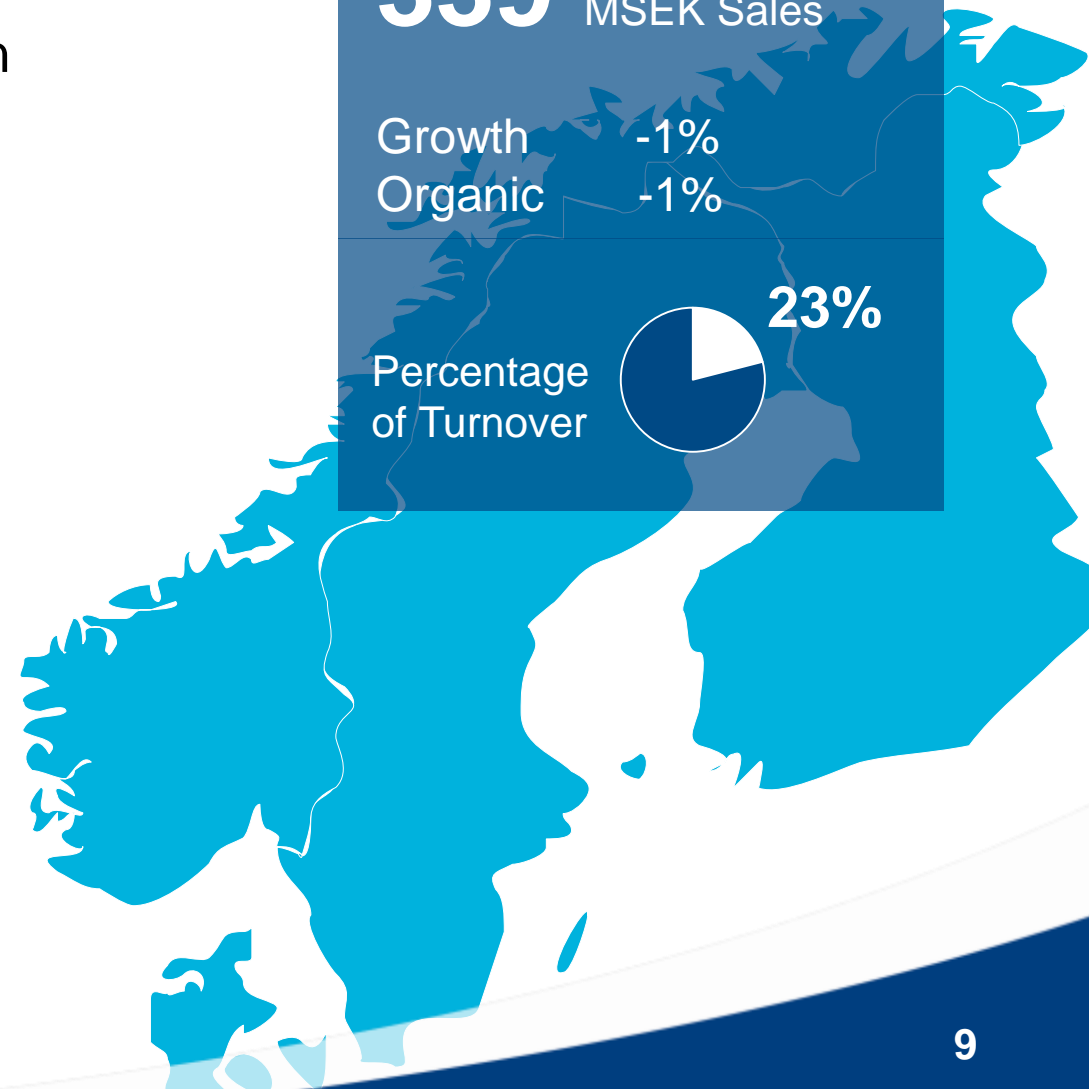 MSEK Sales
Growth -1%
Organic -1%
23%
Percentage
of Turnover
9